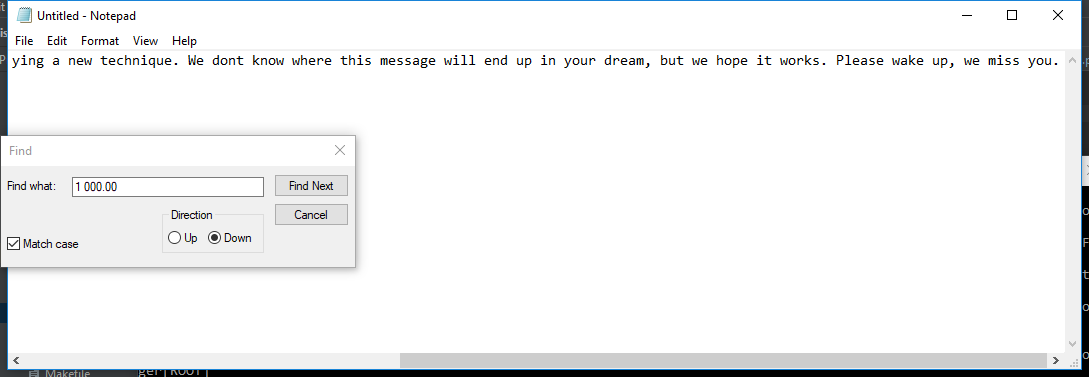 Untitled - Notepad
File Edit Format View Help
ying a new technique. We dont know where this message will end up in your dream, but we hope it works. Please wake up, we miss you.
Find
Find what: 1 000.00 Find Next
Direction Cancel
Up Down
Match case
Makefile